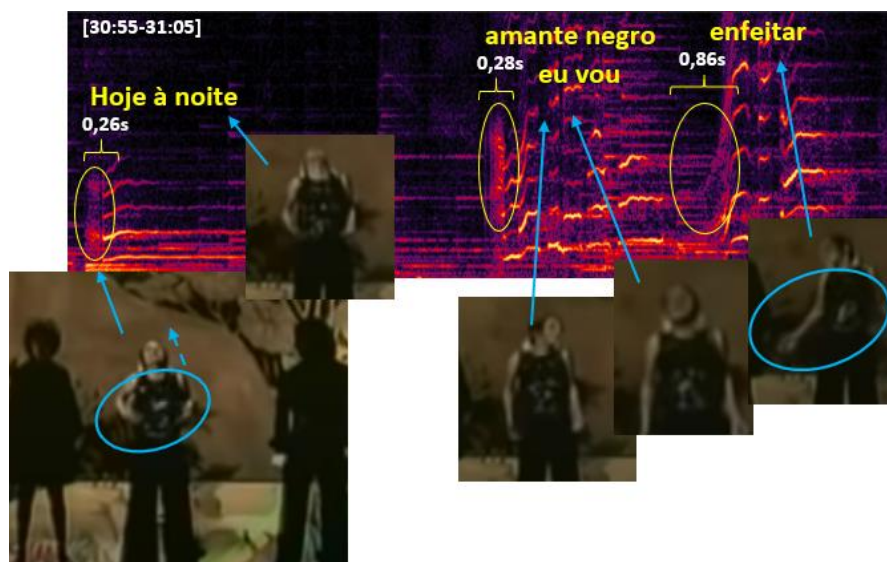 [30:55-31:05]
Hoje à noite
0,26s
amante negro
0,28s
eu vou
enfeitar
0,86s